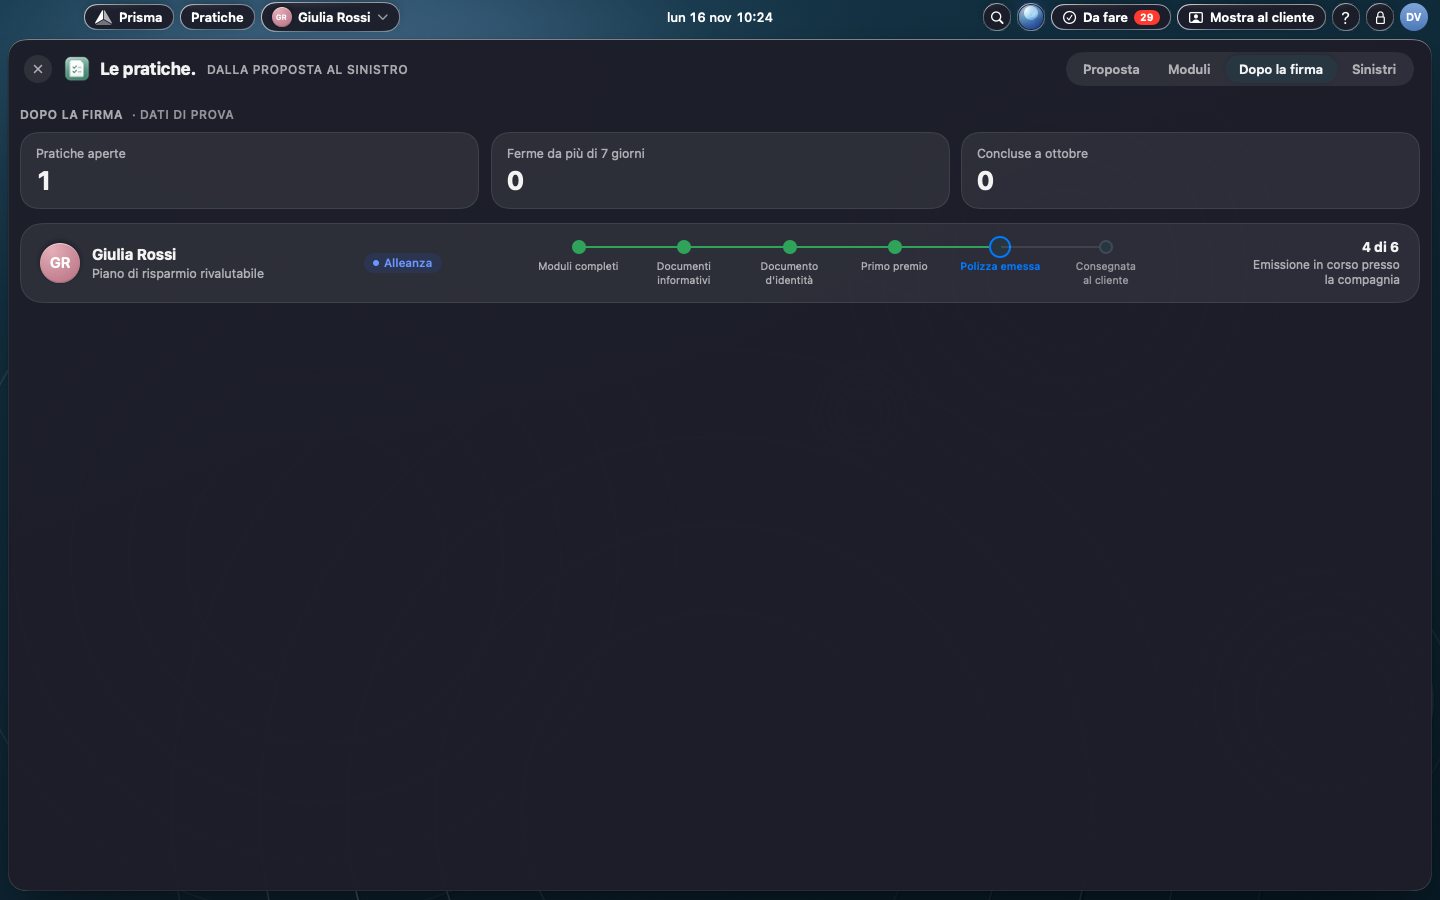 Prisma
Pratiche
GR Giulia Rossi
lun 16 nov 10:24
Da fare 29
Mostra al cliente
?
DV
Le pratiche. DALLA PROPOSTA AL SINISTRO
Proposta Moduli Dopo la firma Sinistri
DOPO LA FIRMA · DATI DI PROVA
Pratiche aperte
1
Ferme da più di 7 giorni
0
Concluse a ottobre
0
GR
Giulia Rossi
Piano di risparmio rivalutabile
Alleanza
Moduli completi
Documenti
informativi
Documento
d'identità
Primo premio
Polizza emessa
Consegnata
al cliente
4 di 6
Emissione in corso presso
la compagnia